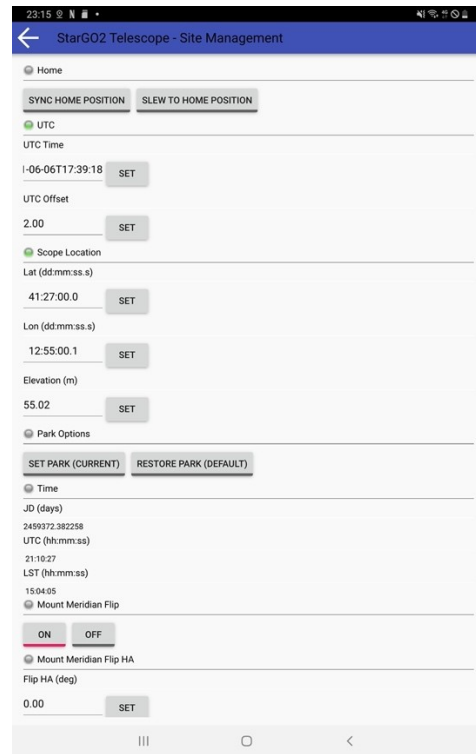 23:15
StarGO2 Telescope - Site Management
Home
SYNC HOME POSITION SLEW TO HOME POSITION
UTC
UTC Time
-06-06T17:39:18 SET
UTC Offset
2.00 SET
Scope Location
Lat (dd:mm:ss.s)
41:27:00.0 SET
Lon (dd:mm:ss.s)
12:55:00.1 SET
Elevation (m)
55.02 SET
Park Options
SET PARK (CURRENT) RESTORE PARK (DEFAULT)
Time
JD (days)
2459372.382258
UTC (hh:mm:ss)
21:10:27
LST (hh:mm:ss)
15:04:05
Mount Meridian Flip
ON OFF
Mount Meridian Flip HA
Flip HA (deg)
0.00 SET